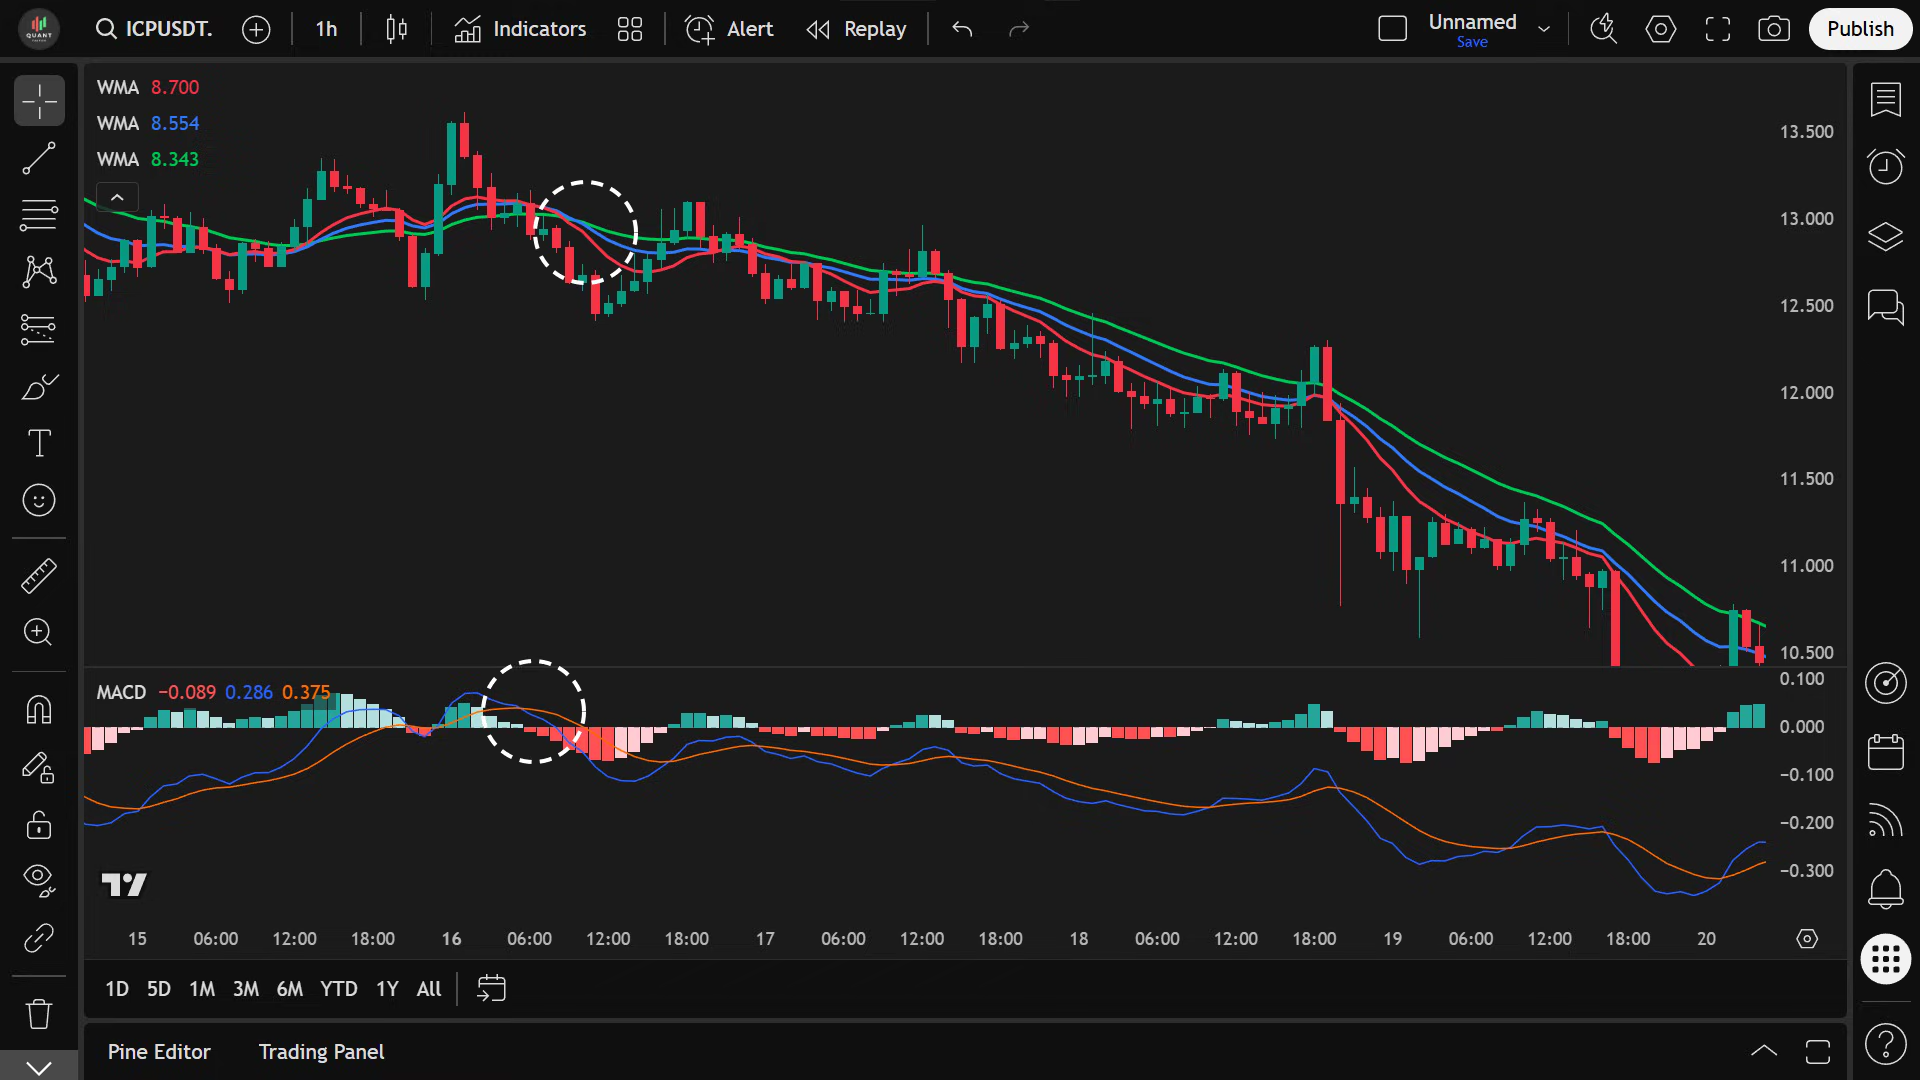 QUANT
ICPUSDT.
1h
Indicators
Alert
Replay
Unnamed
Save
Publish
WMA 8.700
WMA 8.554
WMA 8.343
13.500
13.000
12.500
12.000
11.500
11.000
10.500
MACD −0.089 0.286 0.375
0.100
0.000
−0.100
−0.200
−0.300
15 06:00 12:00 18:00 16 06:00 12:00 18:00 17 06:00 12:00 18:00 18 06:00 12:00 18:00 19 06:00 12:00 18:00 20
1D 5D 1M 3M 6M YTD 1Y All
Pine Editor Trading Panel